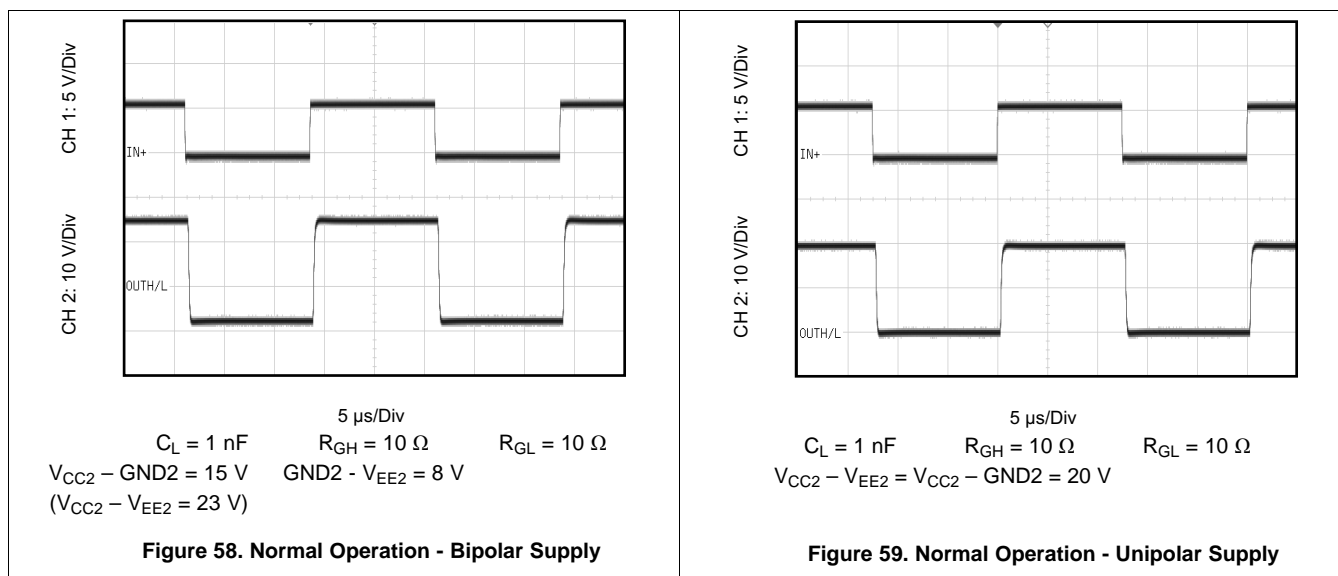 CH 1: 5 V/Div
IN+
CH 2: 10 V/Div
OUTH/L
5 µs/Div
C_L = 1 nF R_GH = 10 Ω R_GL = 10 Ω
V_CC2 – GND2 = 15 V GND2 - V_EE2 = 8 V
(V_CC2 – V_EE2 = 23 V)
Figure 58. Normal Operation - Bipolar Supply
CH 1: 5 V/Div
IN+
CH 2: 10 V/Div
OUTH/L
5 µs/Div
C_L = 1 nF R_GH = 10 Ω R_GL = 10 Ω
V_CC2 – V_EE2 = V_CC2 – GND2 = 20 V
Figure 59. Normal Operation - Unipolar Supply